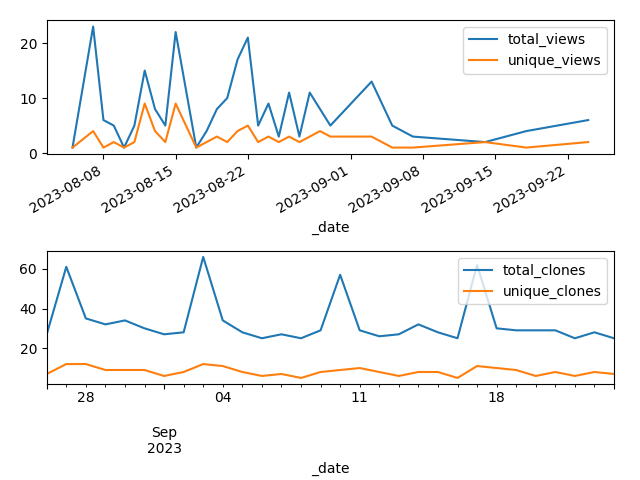 20
10
0
total_views
unique_views
2023-08-08
2023-08-15
2023-08-22
2023-09-01
2023-09-08
2023-09-15
2023-09-22
_date
60
40
20
total_clones
unique_clones
28
04
11
18
Sep
2023
_date